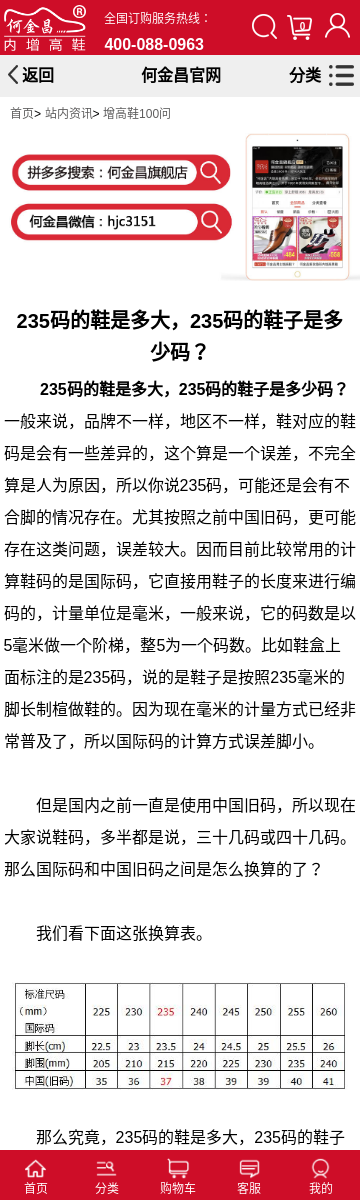 何金昌®
内增高鞋
全国订购服务热线：
400-088-0963
0
返回
何金昌官网
分类
首页> 站内资讯> 增高鞋100问
拼多多搜索：何金昌旗舰店
何金昌微信：hjc3151
235码的鞋是多大，235码的鞋子是多
少码？
235码的鞋是多大，235码的鞋子是多少码？
一般来说，品牌不一样，地区不一样，鞋对应的鞋
码是会有一些差异的，这个算是一个误差，不完全
算是人为原因，所以你说235码，可能还是会有不
合脚的情况存在。尤其按照之前中国旧码，更可能
存在这类问题，误差较大。因而目前比较常用的计
算鞋码的是国际码，它直接用鞋子的长度来进行编
码的，计量单位是毫米，一般来说，它的码数是以
5毫米做一个阶梯，整5为一个码数。比如鞋盒上
面标注的是235码，说的是鞋子是按照235毫米的
脚长制楦做鞋的。因为现在毫米的计量方式已经非
常普及了，所以国际码的计算方式误差脚小。
但是国内之前一直是使用中国旧码，所以现在
大家说鞋码，多半都是说，三十几码或四十几码。
那么国际码和中国旧码之间是怎么换算的了？
我们看下面这张换算表。
标准尺码
（mm）
国际码 225 230 235 240 245 250 255 260
脚长(cm) 22.5 23 23.5 24 24.5 25 25.5 26
脚围(mm) 205 210 215 220 225 230 235 240
中国(旧码) 35 36 37 38 39 39 40 41
那么究竟，235码的鞋是多大，235码的鞋子
首页 分类 购物车 客服 我的